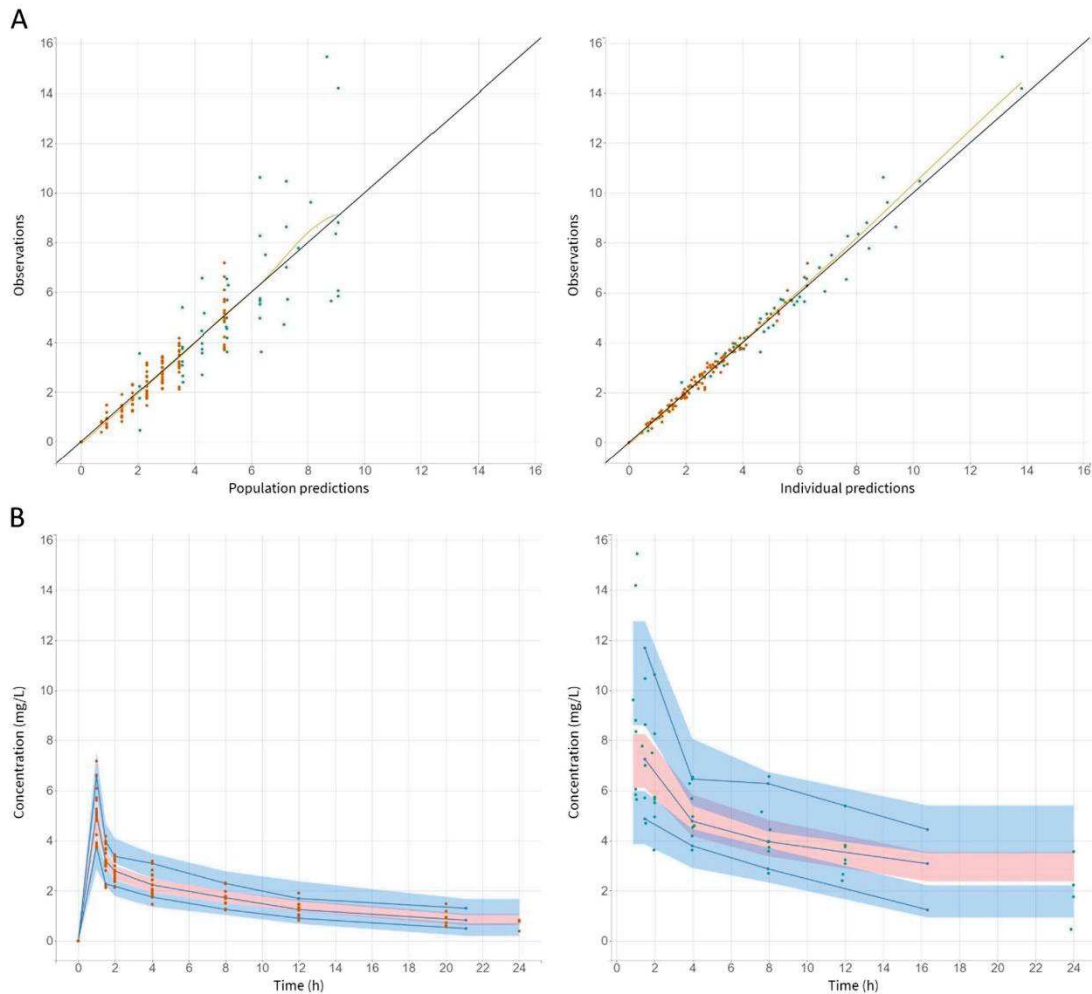 A
16
14
12
10
8
6
4
2
0
Observations
0 2 4 6 8 10 12 14 16
Population predictions
16
14
12
10
8
6
4
2
0
Observations
0 2 4 6 8 10 12 14 16
Individual predictions
B
16
14
12
10
8
6
4
2
0
Concentration (mg/L)
0 2 4 6 8 10 12 14 16 18 20 22 24
Time (h)
16
14
12
10
8
6
4
2
0
Concentration (mg/L)
0 2 4 6 8 10 12 14 16 18 20 22 24
Time (h)